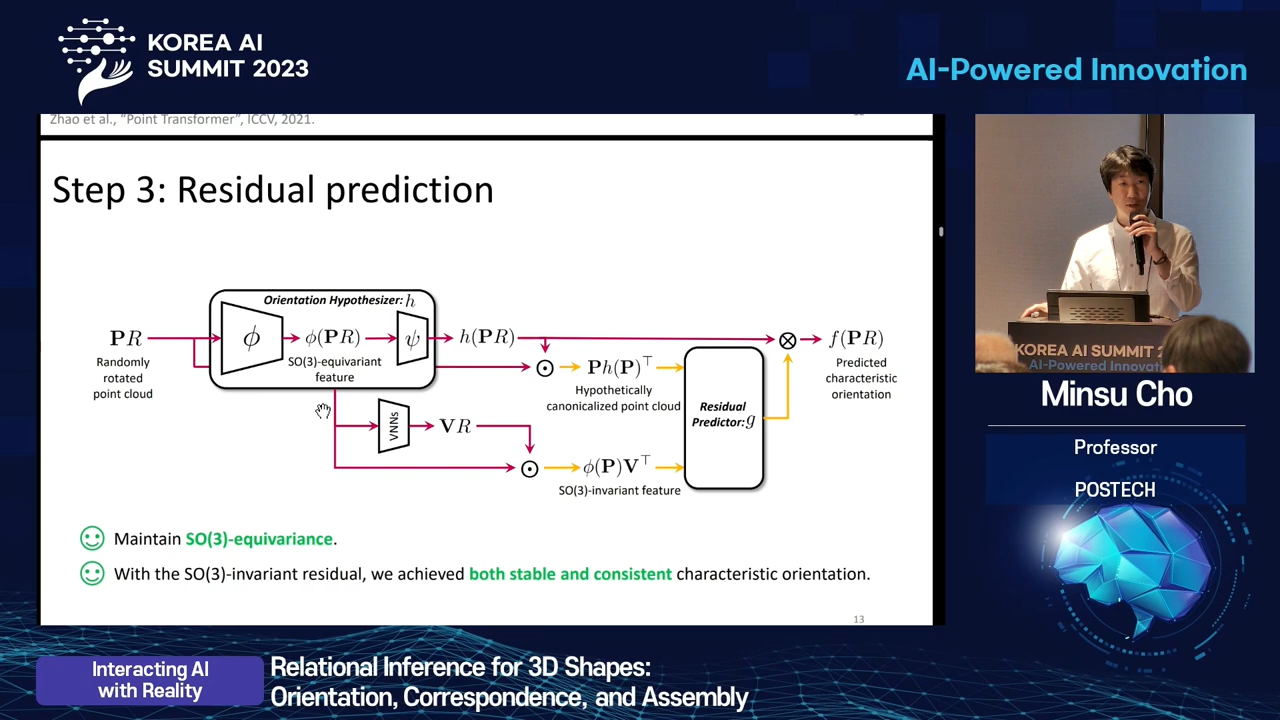 KOREA AI
SUMMIT 2023
AI-Powered Innovation
Zhao et al., "Point Transformer", ICCV, 2021.
Step 3: Residual prediction
Orientation Hypothesizer: h
PR
ϕ
ϕ(PR)
ψ
h(PR)
f(PR)
Randomly
rotated
point cloud
SO(3)-equivariant
feature
Ph(P)⊤
Hypothetically
canonicalized point cloud
Predicted
characteristic
orientation
Residual
Predictor: g
VNNs
VR
ϕ(P)V⊤
SO(3)-invariant feature
Maintain SO(3)-equivariance.
With the SO(3)-invariant residual, we achieved both stable and consistent characteristic orientation.
13
KOREA AI SUMMIT 2
AI-Powered Innovati
Minsu Cho
Professor
POSTECH
Interacting AI
with Reality
Relational Inference for 3D Shapes:
Orientation, Correspondence, and Assembly